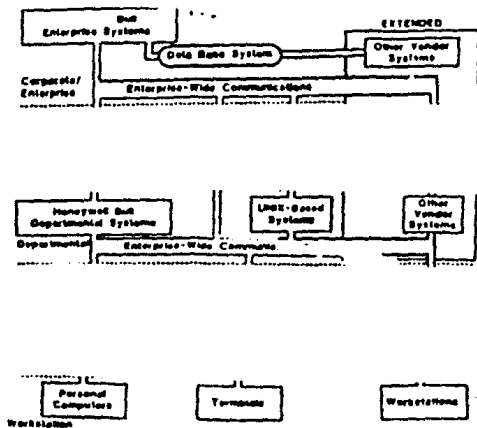 Bull
Enterprise Systems
EXTENDED
Data Base System
Other Vendor
Systems
Corporate/
Enterprise
Enterprise-Wide Communications
Honeywell Bull
Departmental Systems
UNIX-Based
Systems
Other
Vendor
Systems
Departmental
Enterprise-Wide Communic
Personal
Computers
Terminals
Workstations
Workstation